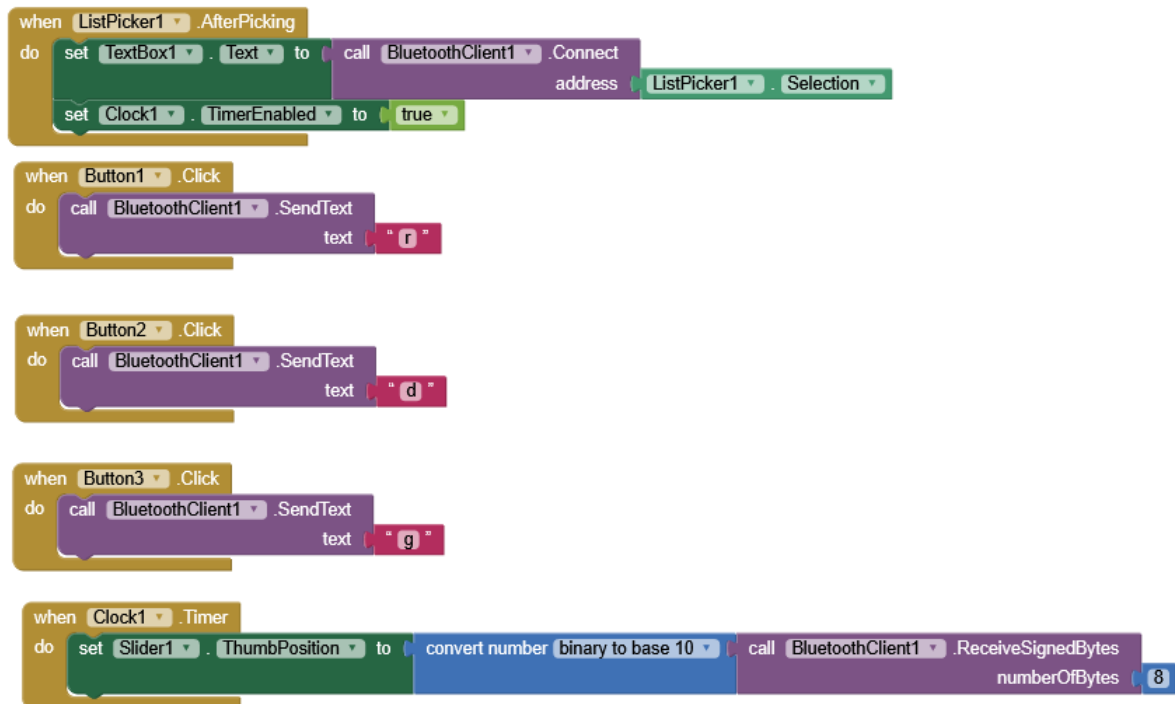 when ListPicker1 .AfterPicking
do set TextBox1 . Text to call BluetoothClient1 .Connect
address ListPicker1 . Selection
set Clock1 . TimerEnabled to true
when Button1 .Click
do call BluetoothClient1 .SendText
text “ r ”
when Button2 .Click
do call BluetoothClient1 .SendText
text “ d ”
when Button3 .Click
do call BluetoothClient1 .SendText
text “ g ”
when Clock1 .Timer
do set Slider1 . ThumbPosition to convert number binary to base 10 call BluetoothClient1 .ReceiveSignedBytes
numberOfBytes 8